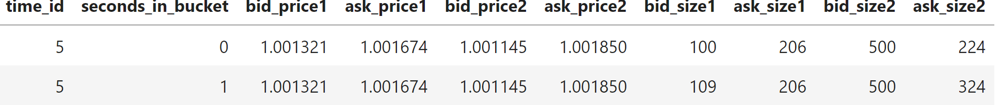 time_id seconds_in_bucket bid_price1 ask_price1 bid_price2 ask_price2 bid_size1 ask_size1 bid_size2 ask_size2
5 0 1.001321 1.001674 1.001145 1.001850 100 206 500 224
5 1 1.001321 1.001674 1.001145 1.001850 109 206 500 324